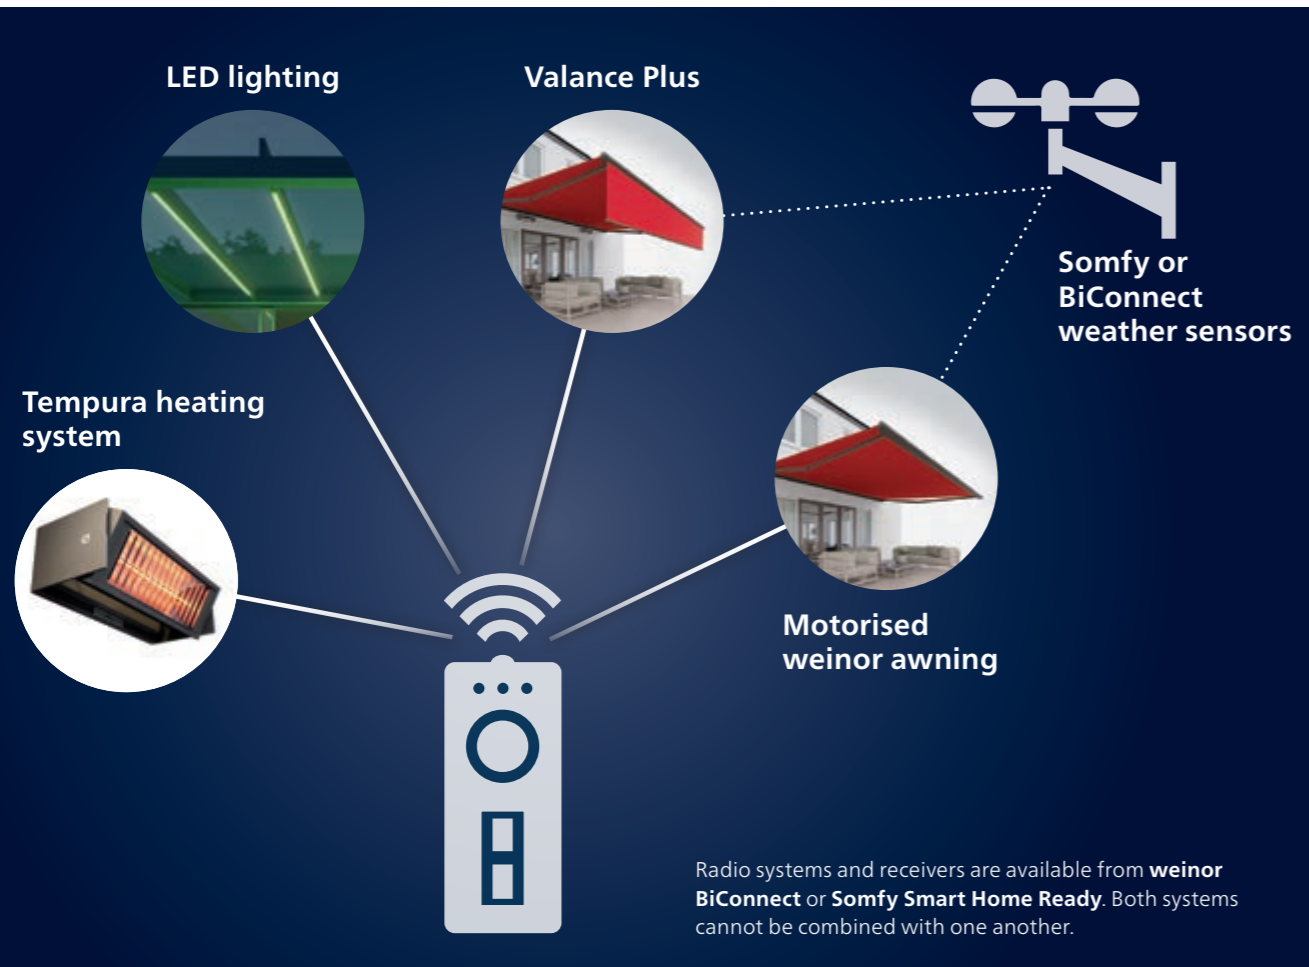 LED lighting
Valance Plus
Somfy or
BiConnect
weather sensors
Tempura heating
system
Motorised
weinor awning
Radio systems and receivers are available from weinor
BiConnect or Somfy Smart Home Ready. Both systems
cannot be combined with one another.